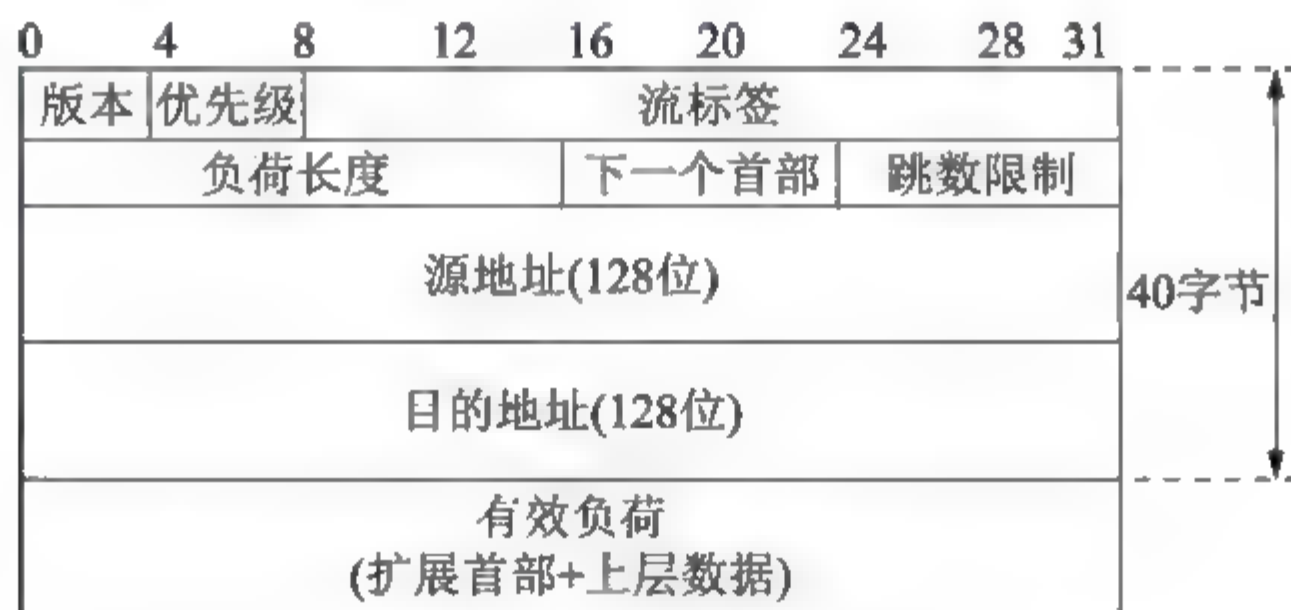 0 4 8 12 16 20 24 28 31
版本 优先级 流标签
负荷长度 下一个首部 跳数限制
源地址(128位)
40字节
目的地址(128位)
有效负荷
(扩展首部+上层数据)